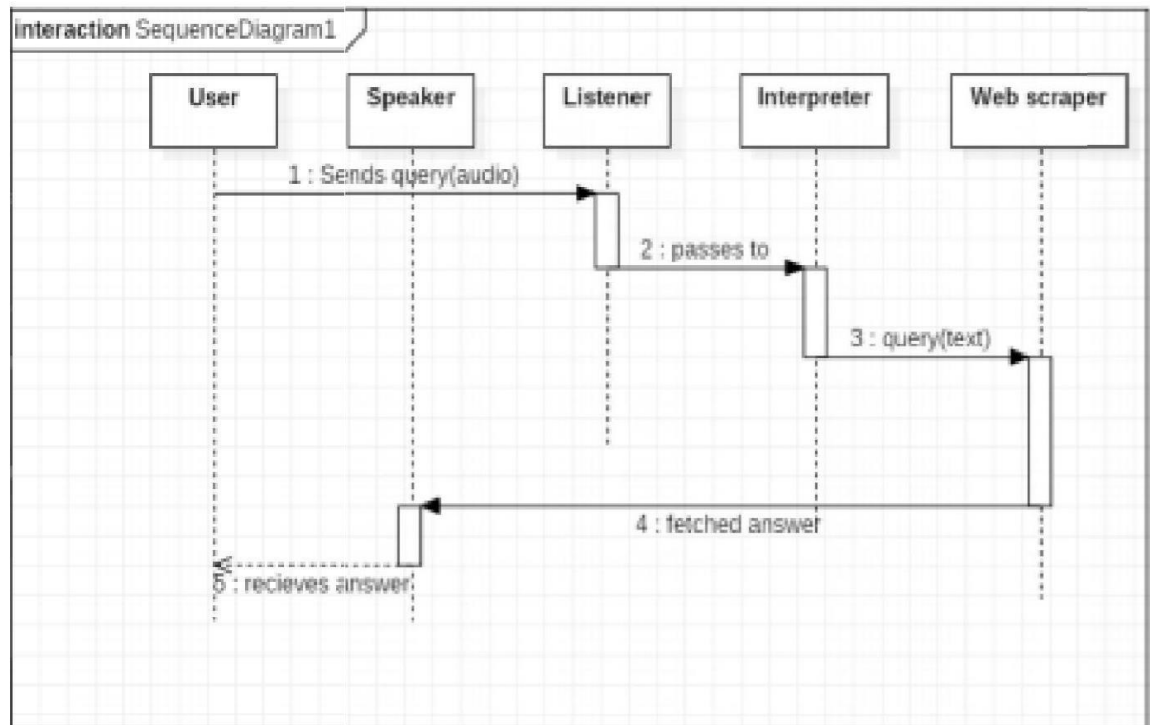 interaction SequenceDiagram1
User
Speaker
Listener
Interpreter
Web scraper
1 : Sends query(audio)
2 : passes to
3 : query(text)
4 : fetched answer
5 : recieves answer